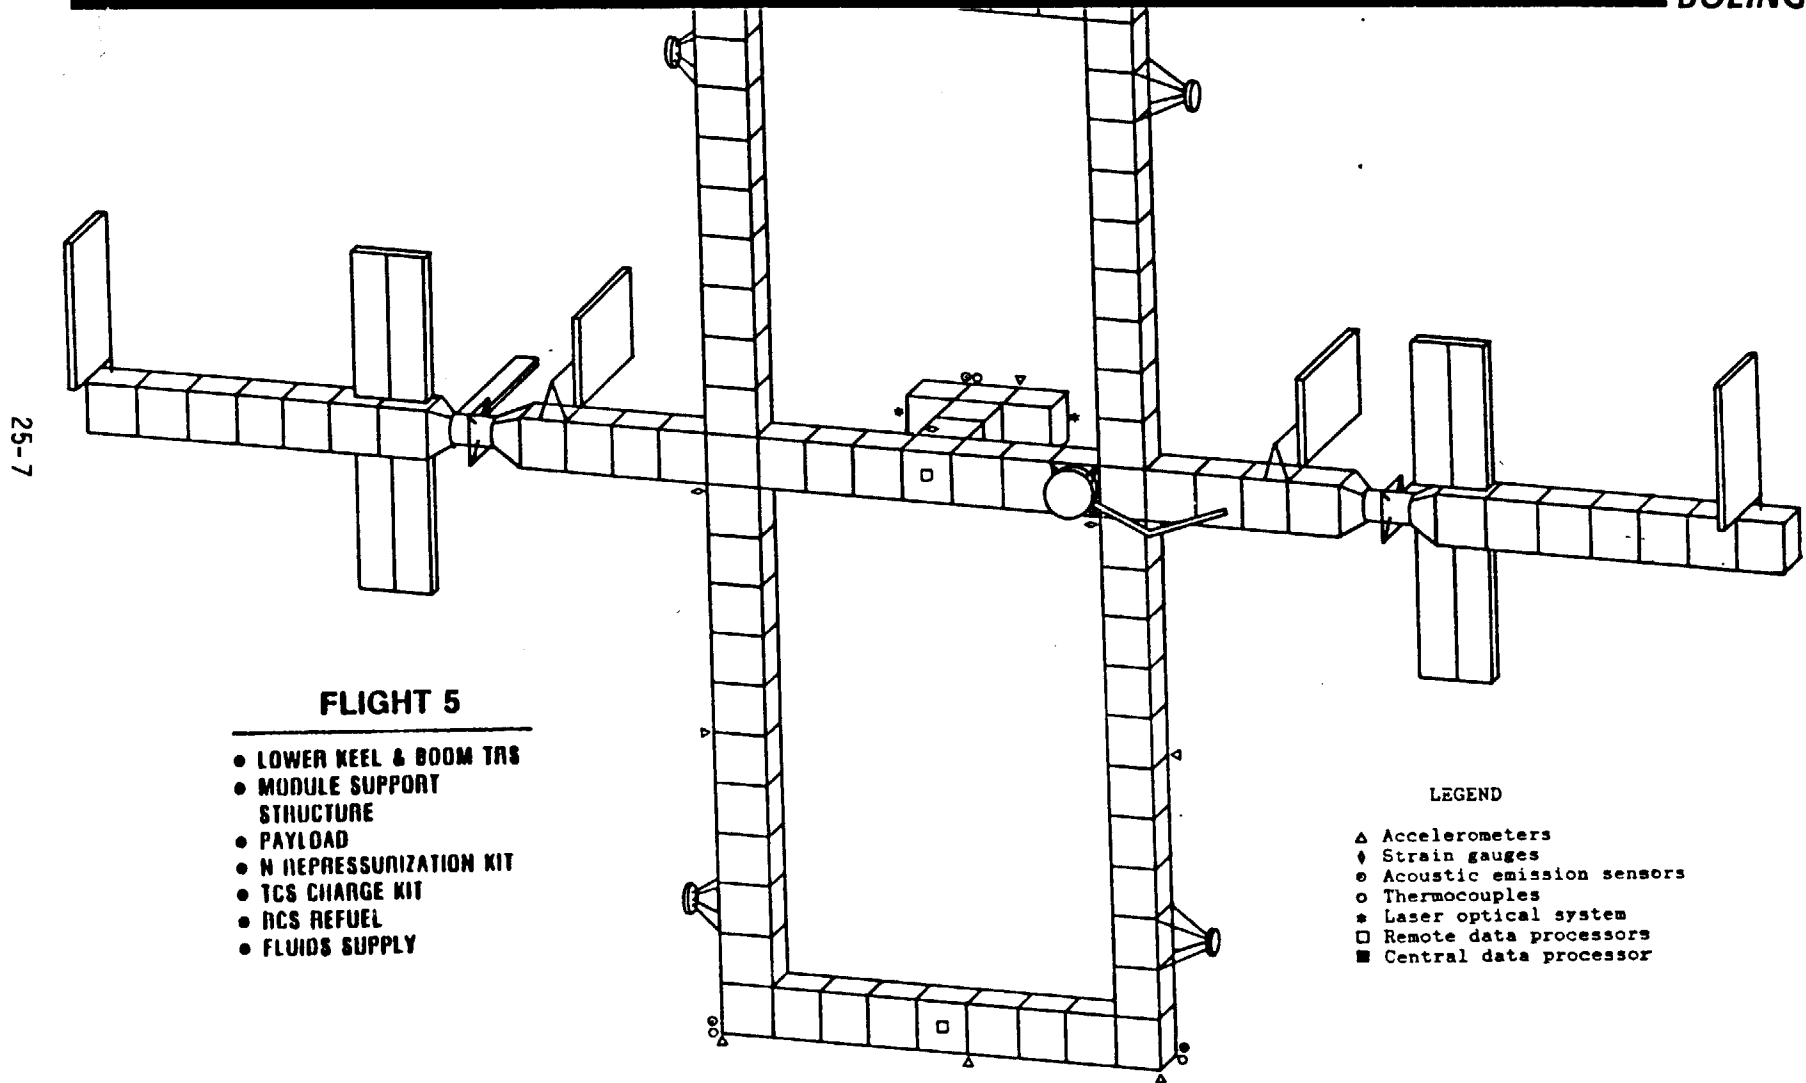 BOEING
25-7
FLIGHT 5
● LOWER KEEL & BOOM TRS
● MODULE SUPPORT
STRUCTURE
● PAYLOAD
● N REPRESSURIZATION KIT
● TCS CHARGE KIT
● RCS REFUEL
● FLUIDS SUPPLY
LEGEND
△ Accelerometers
♦ Strain gauges
⊙ Acoustic emission sensors
○ Thermocouples
* Laser optical system
□ Remote data processors
■ Central data processor